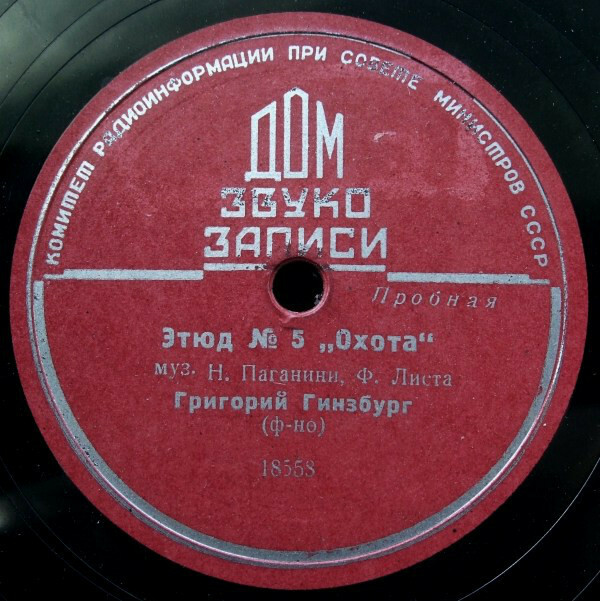 КОМИТЕТ РАДИОИНФОРМАЦИИ ПРИ СОВЕТЕ МИНИСТРОВ СССР
ДОМ
ЗВУКО
ЗАПИСИ
Пробная
Этюд № 5 „Охота“
муз. Н. Паганини, Ф. Листа
Григорий Гинзбург
(ф-но)
18558